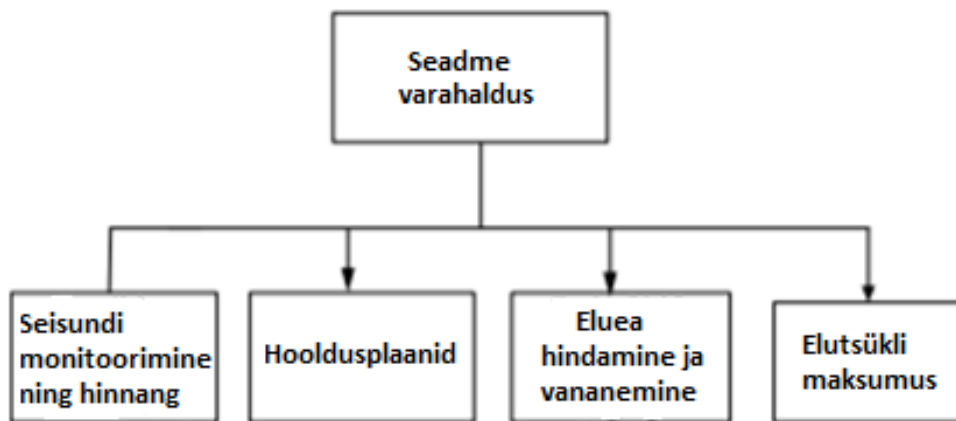 Seadme
varahaldus
Seisundi
monitoorimine
ning hinnang
Hooldusplaanid
Eluea
hindamine ja
vananemine
Elutsükli
maksumus